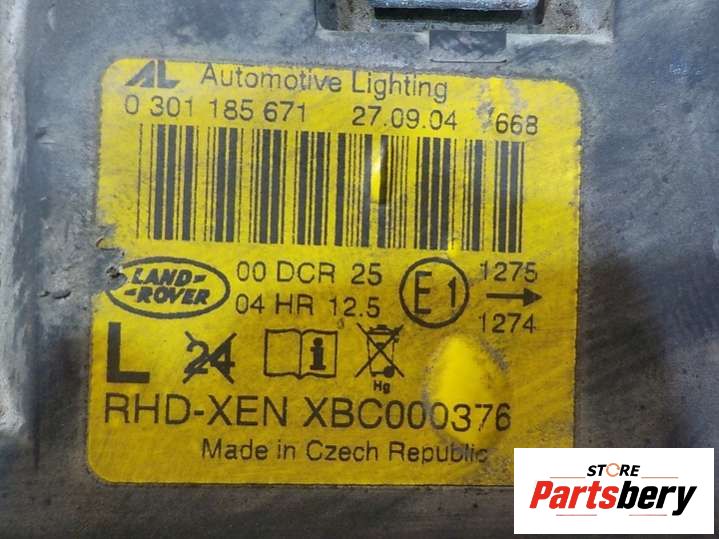 AL Automotive Lighting
0 301 185 671 27.09.04 668
LAND-
-ROVER
00 DCR 25
04 HR 12.5
E1
1275
1274
L 24 i
Hg
RHD-XEN XBC000376
Made in Czech Republic
STORE
Partsbery